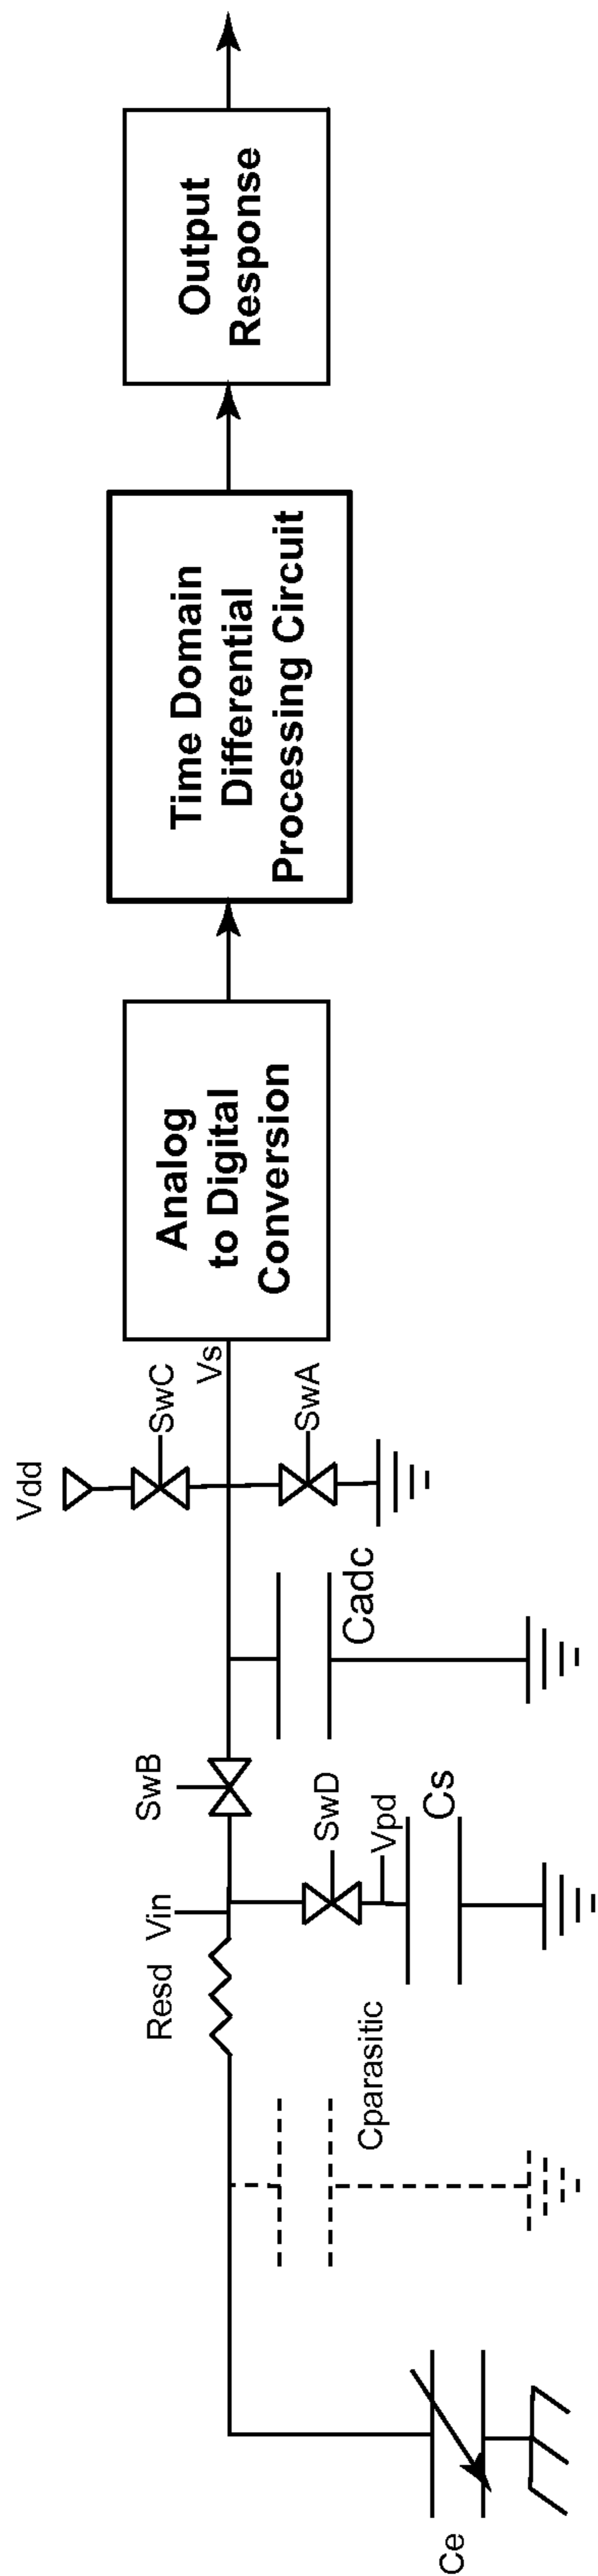 Output
Response
Time Domain
Differential
Processing Circuit
Analog
to Digital
Conversion
Vs
SwC
SwA
Vdd
Cadc
SwB
SwD
Vpd
Cs
Vin
Resd
Cparasitic
Ce